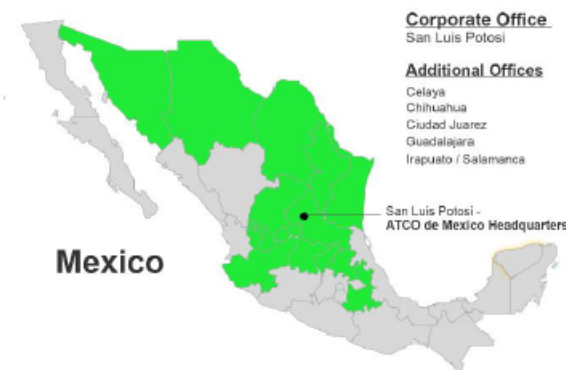 Corporate Office
San Luis Potosi
Additional Offices
Celaya
Chihuahua
Ciudad Juarez
Guadalajara
Irapuato / Salamanca
San Luis Potosi -
ATCO de Mexico Headquarters
Mexico